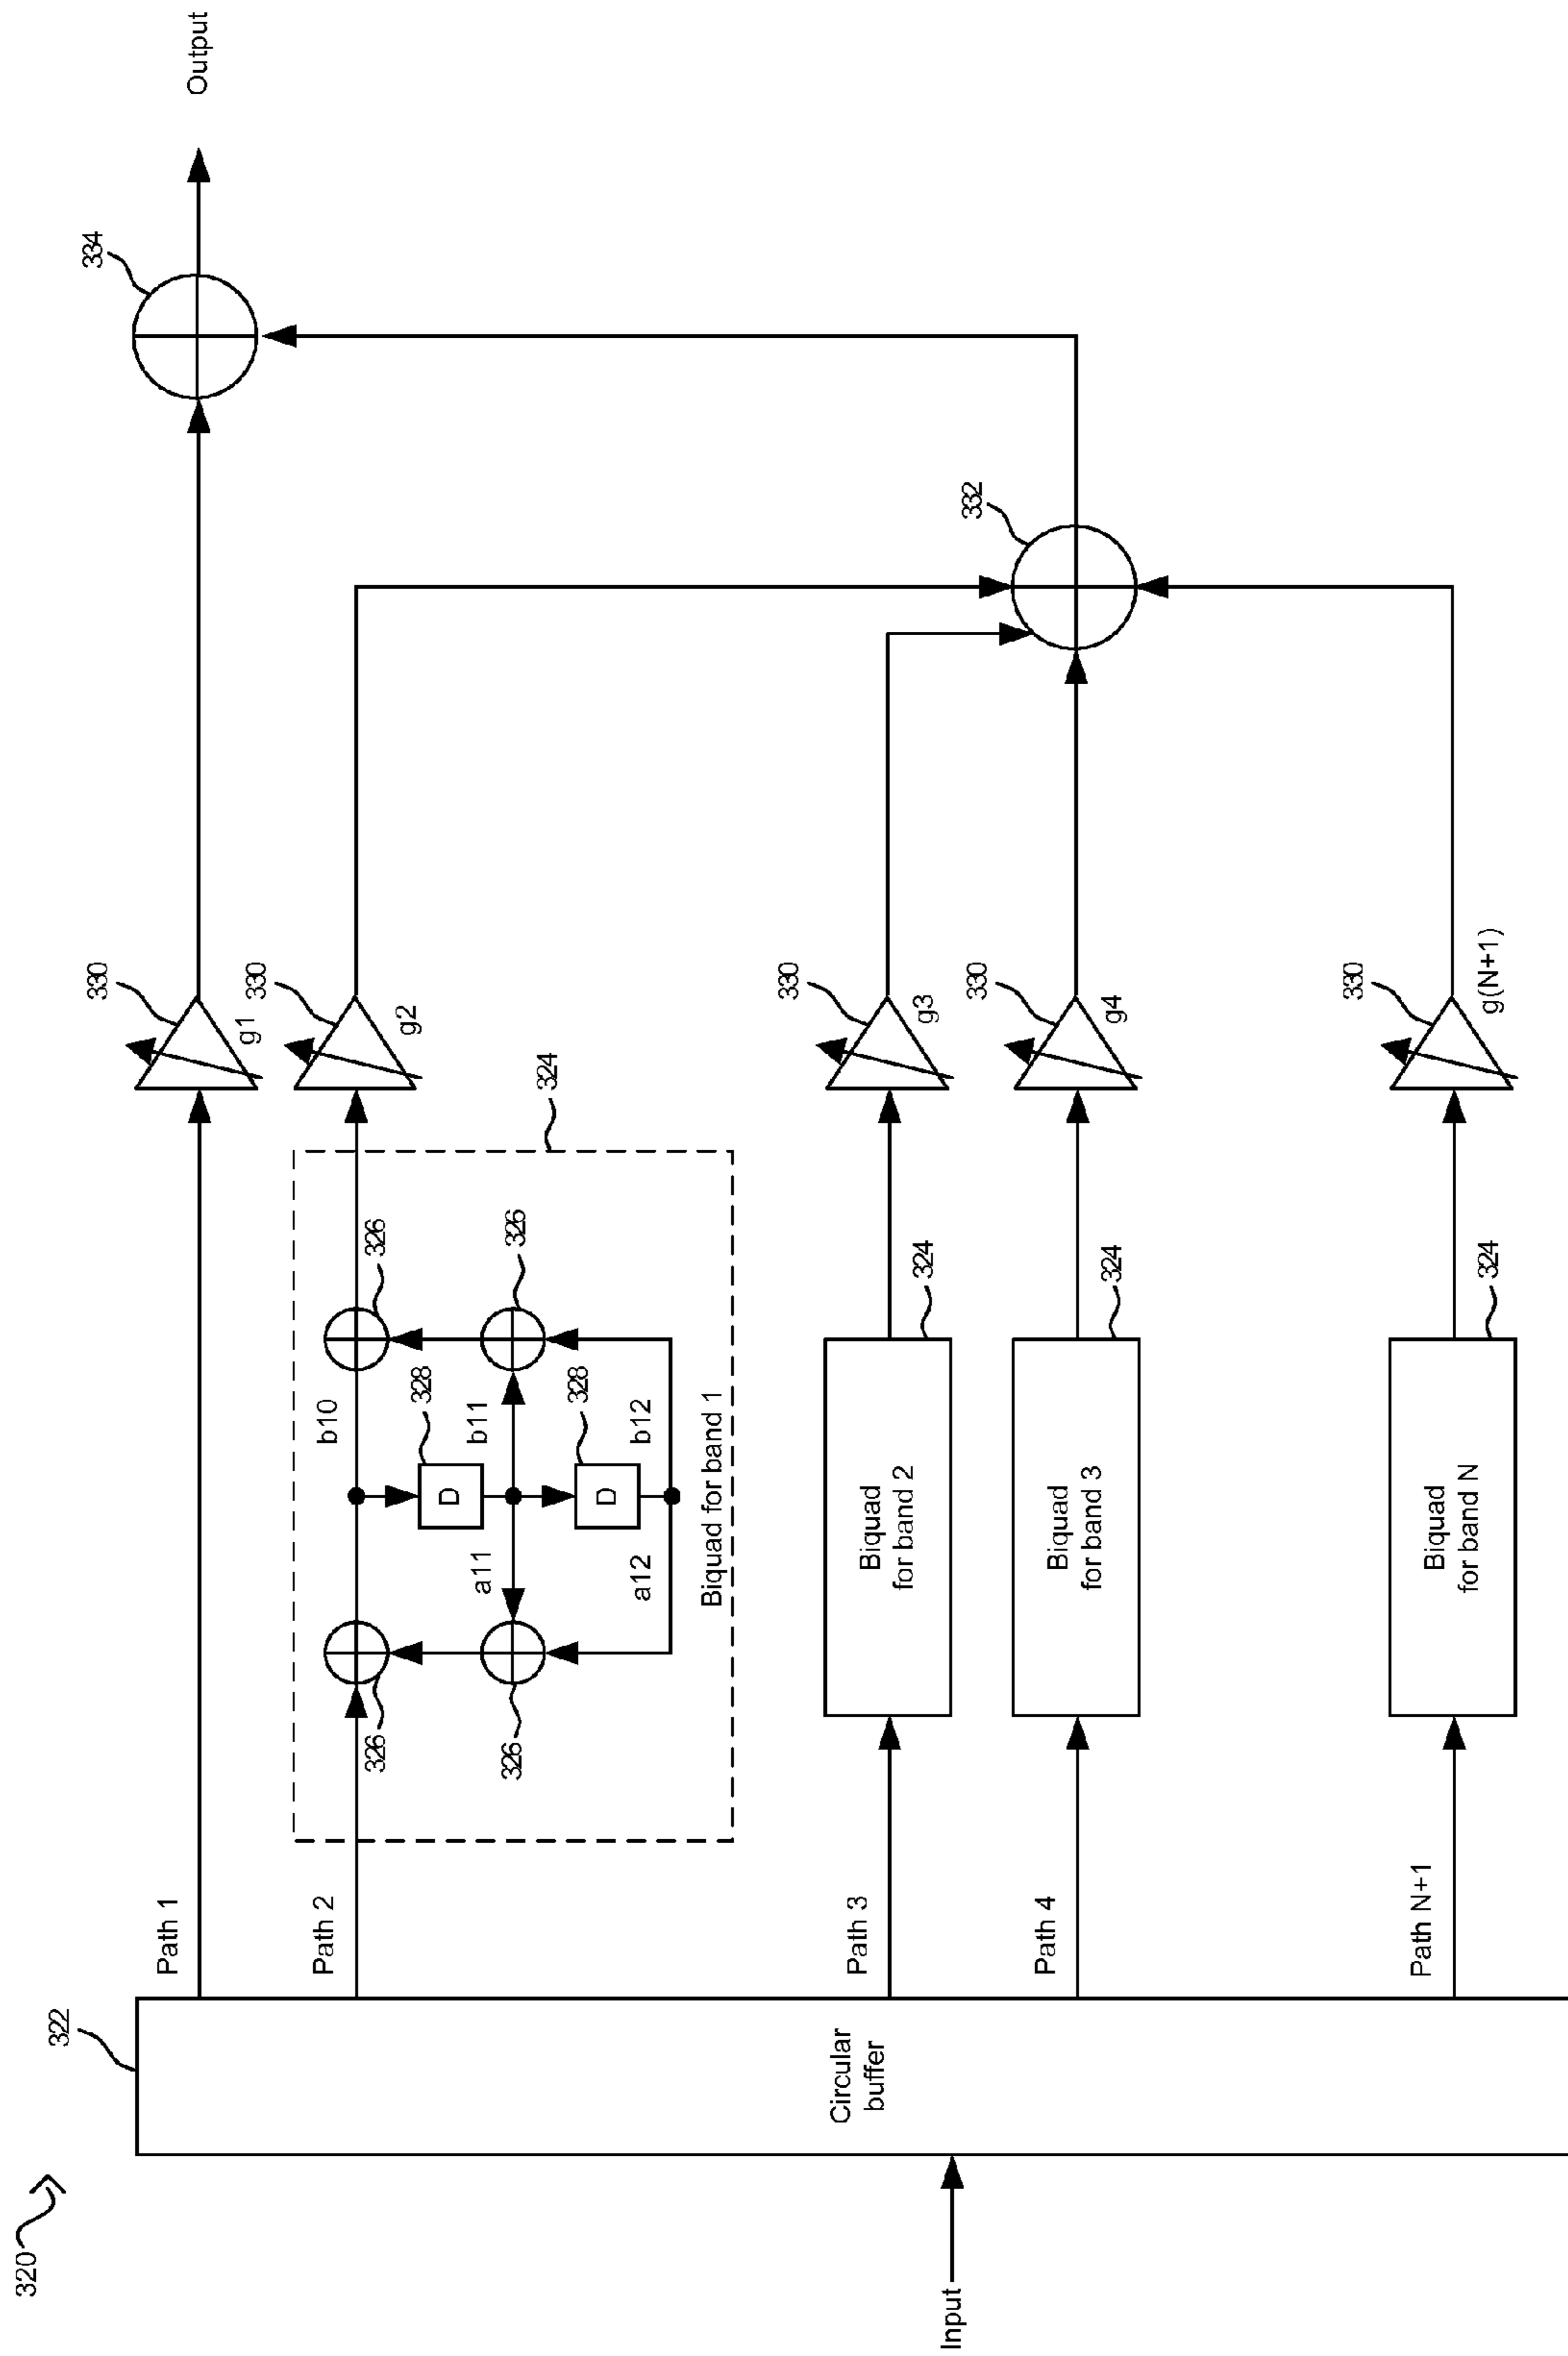 320
322
Input
Circular
buffer
Path 1
330
g1
334
Output
Path 2
326
b10
326
328
a11
b11
326
326
328
a12
b12
Biquad for band 1
324
330
g2
Path 3
Biquad
for band 2
324
330
g3
332
Path 4
Biquad
for band 3
324
330
g4
Path N+1
Biquad
for band N
324
330
g(N+1)
D
D